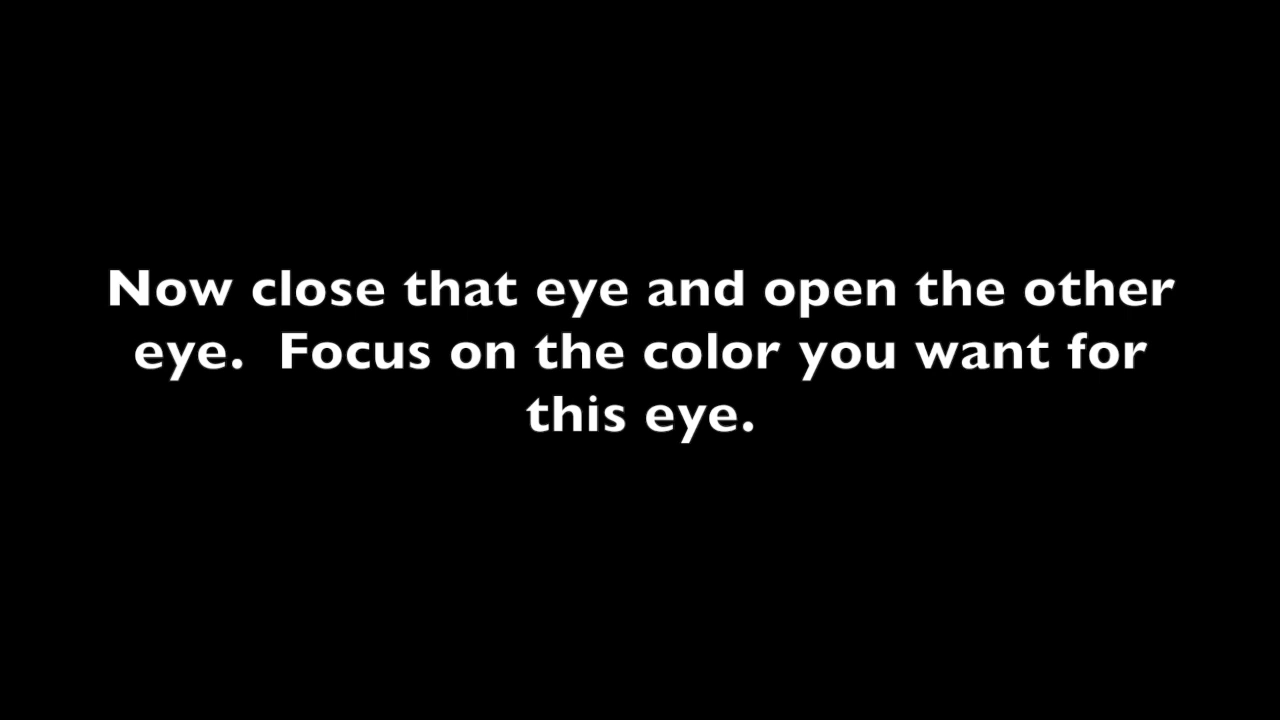 Now close that eye and open the other
eye.  Focus on the color you want for
this eye.